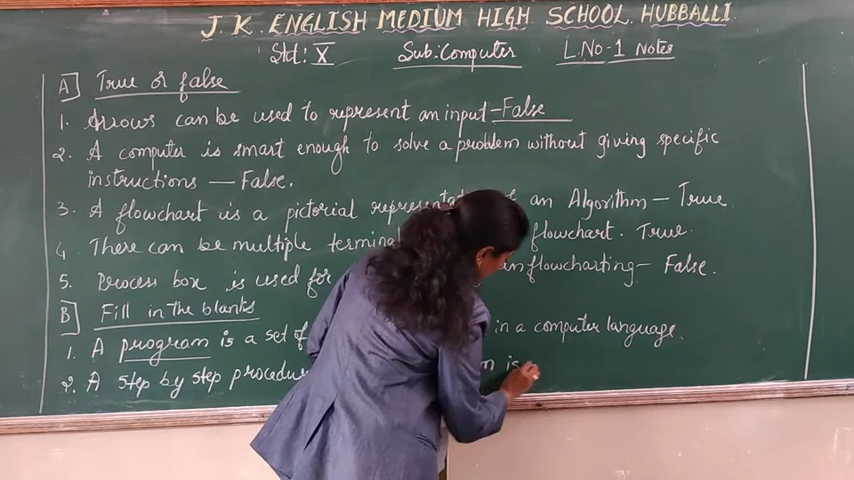 J K ENGLISH MEDIUM HIGH SCHOOL HUBBALLI
Std: X Sub: Computer L.No-1 Notes
A] True or false
1. Arrows can be used to represent an input - False
2. A computer is smart enough to solve a problem without giving specific
instructions — False.
3. A flowchart is a pictorial an Algorithm — True
4 There can be multiple flowchart. True
5. Process box is used for in flowcharting — False.
B] Fill in the blanks
1. A program is a set of in a computer language.
2. A step by step is